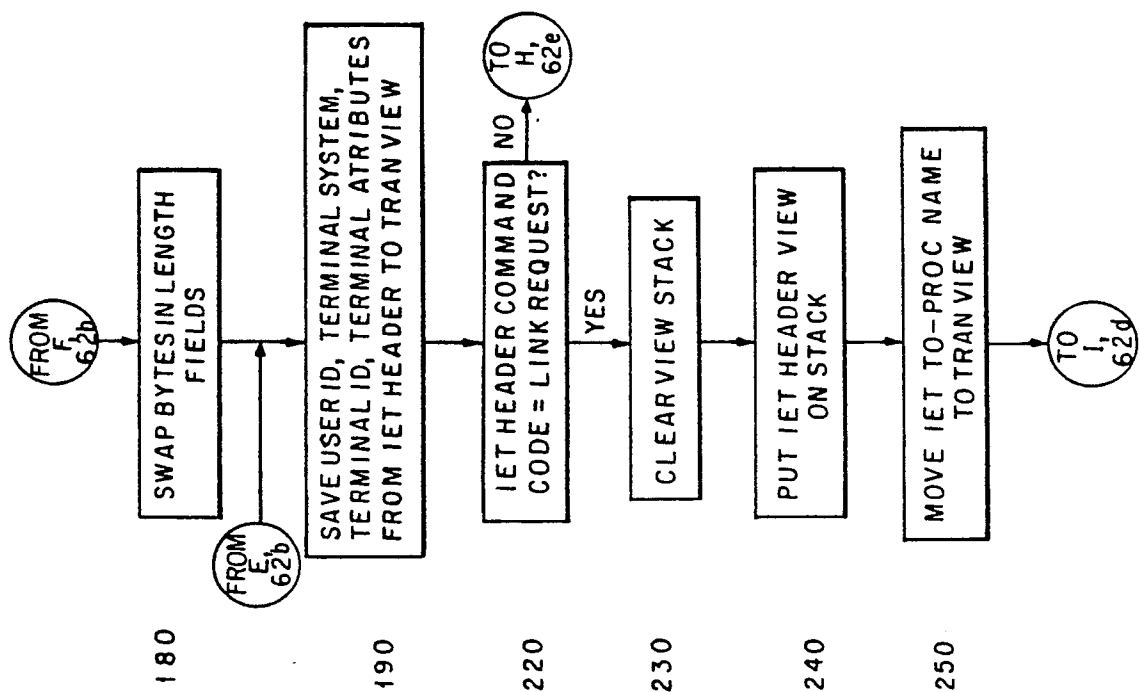 FROM
F,
62b
180
SWAP BYTES IN LENGTH
FIELDS
FROM
E,
62b
190
SAVE USER ID, TERMINAL SYSTEM,
TERMINAL ID, TERMINAL ATRIBUTES
FROM IET HEADER TO TRAN VIEW
220
IET HEADER COMMAND
CODE = LINK REQUEST?
NO
TO
H,
62e
YES
230
CLEAR VIEW STACK
240
PUT IET HEADER VIEW
ON STACK
250
MOVE IET TO-PROC NAME
TO TRAN VIEW
TO
I,
62d